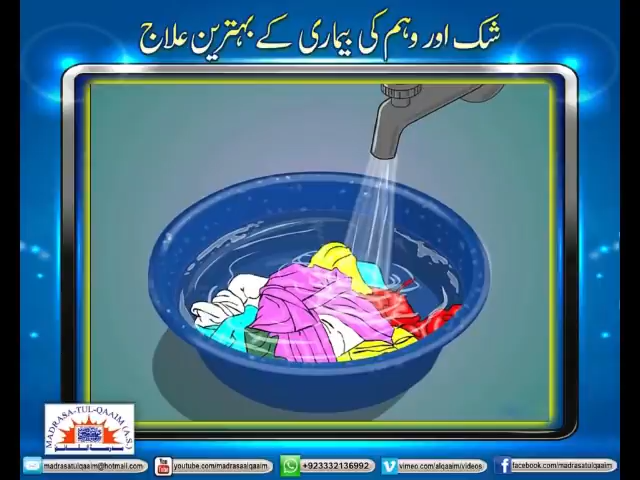 شک اور وہم کی بیماری کے بہترین علاج
MADRASA-TUL-QAAIM (A.S.)
madrasatulqaaim@hotmail.com
youtube.com/madrasaalqaaim
+923332136992
vimeo.com/alqaaim/videos
facebook.com/madrasatulqaaim